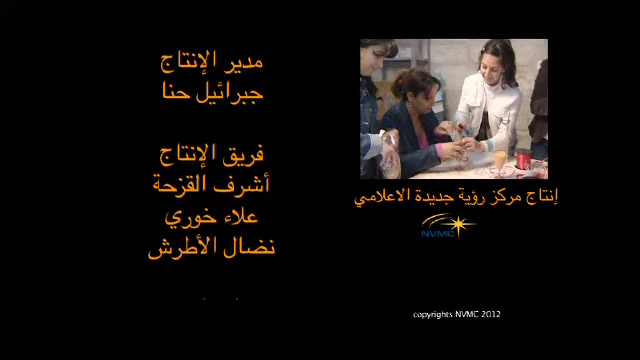 مدير الإنتاج
جبرائيل حنا
فريق الإنتاج
أشرف القزحة
علاء خوري
نضال الأطرش
إنتاج مركز رؤية جديدة الاعلامي
NVMC
copyrights NVMC 2012